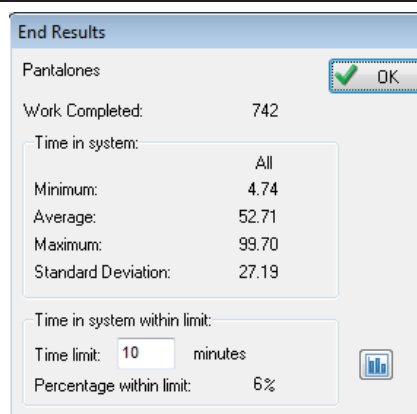 End Results
Pantalones
OK
Work Completed: 742
Time in system:
All
Minimum: 4.74
Average: 52.71
Maximum: 99.70
Standard Deviation: 27.19
Time in system within limit:
Time limit: 10 minutes
Percentage within limit: 6%